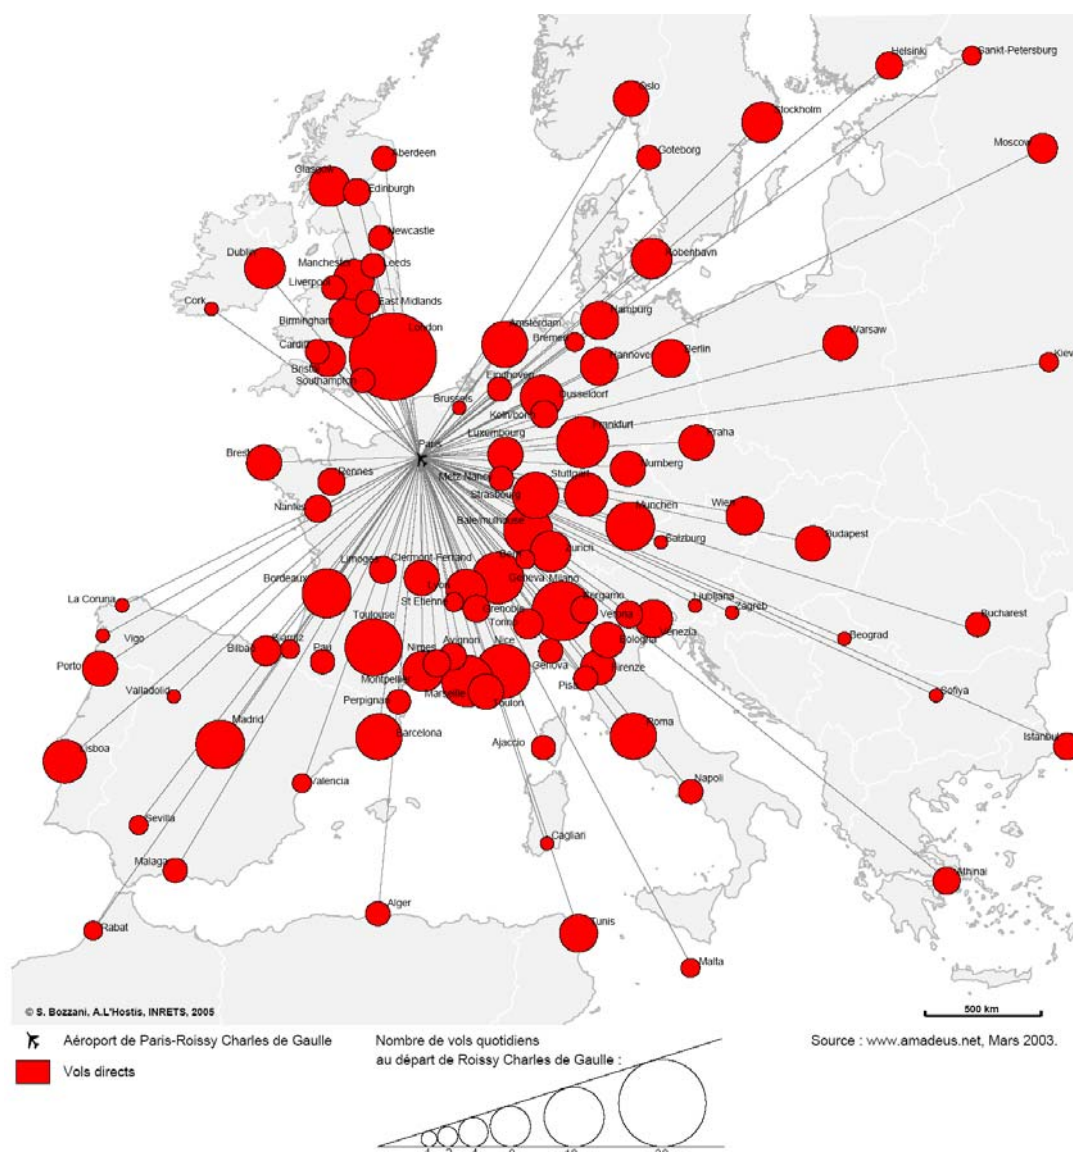 Helsinki
Sankt-Petersburg
Oslo
Stockholm
Moscow
Aberdeen
Goteborg
Glasgow
Edinburgh
Newcastle
Dublin
Kobenhavn
Manchester
Leeds
Liverpool
Cork
East Midlands
Hamburg
Birmingham
London
Amsterdam
Bremen
Warsaw
Cardiff
Hannover
Berlin
Kiev
Bristol
Southampton
Eindhoven
Brussels
Dusseldorf
Koln/bonn
Frankfurt
Luxembourg
Paris
Praha
Brest
Rennes
Metz Nancy
Stuttgart
Nurnberg
Strasbourg
Nantes
Munchen
Wien
Bale/mulhouse
Budapest
Salzburg
Zurich
Limoges
Clermont-Ferrand
Bern
Bordeaux
Lyon
Geneva
Milano
La Coruna
St Etienne
Grenoble
Bergamo
Ljubljana
Zagreb
Bucharest
Toulouse
Torino
Verona
Vigo
Biarritz
Bilbao
Avignon
Nice
Venezia
Bologna
Beograd
Porto
Pau
Nimes
Genova
Firenze
Montpellier
Pisa
Valladolid
Perpignan
Marseille
Toulon
Sofiya
Madrid
Barcelona
Roma
Lisboa
Ajaccio
Istanbul
Valencia
Napoli
Sevilla
Cagliari
Malaga
Athinai
Alger
Rabat
Tunis
Malta
© S. Bozzani, A.L'Hostis, INRETS, 2005
500 km
Aéroport de Paris-Roissy Charles de Gaulle
Nombre de vols quotidiens
Source : www.amadeus.net, Mars 2003.
au départ de Roissy Charles de Gaulle :
Vols directs